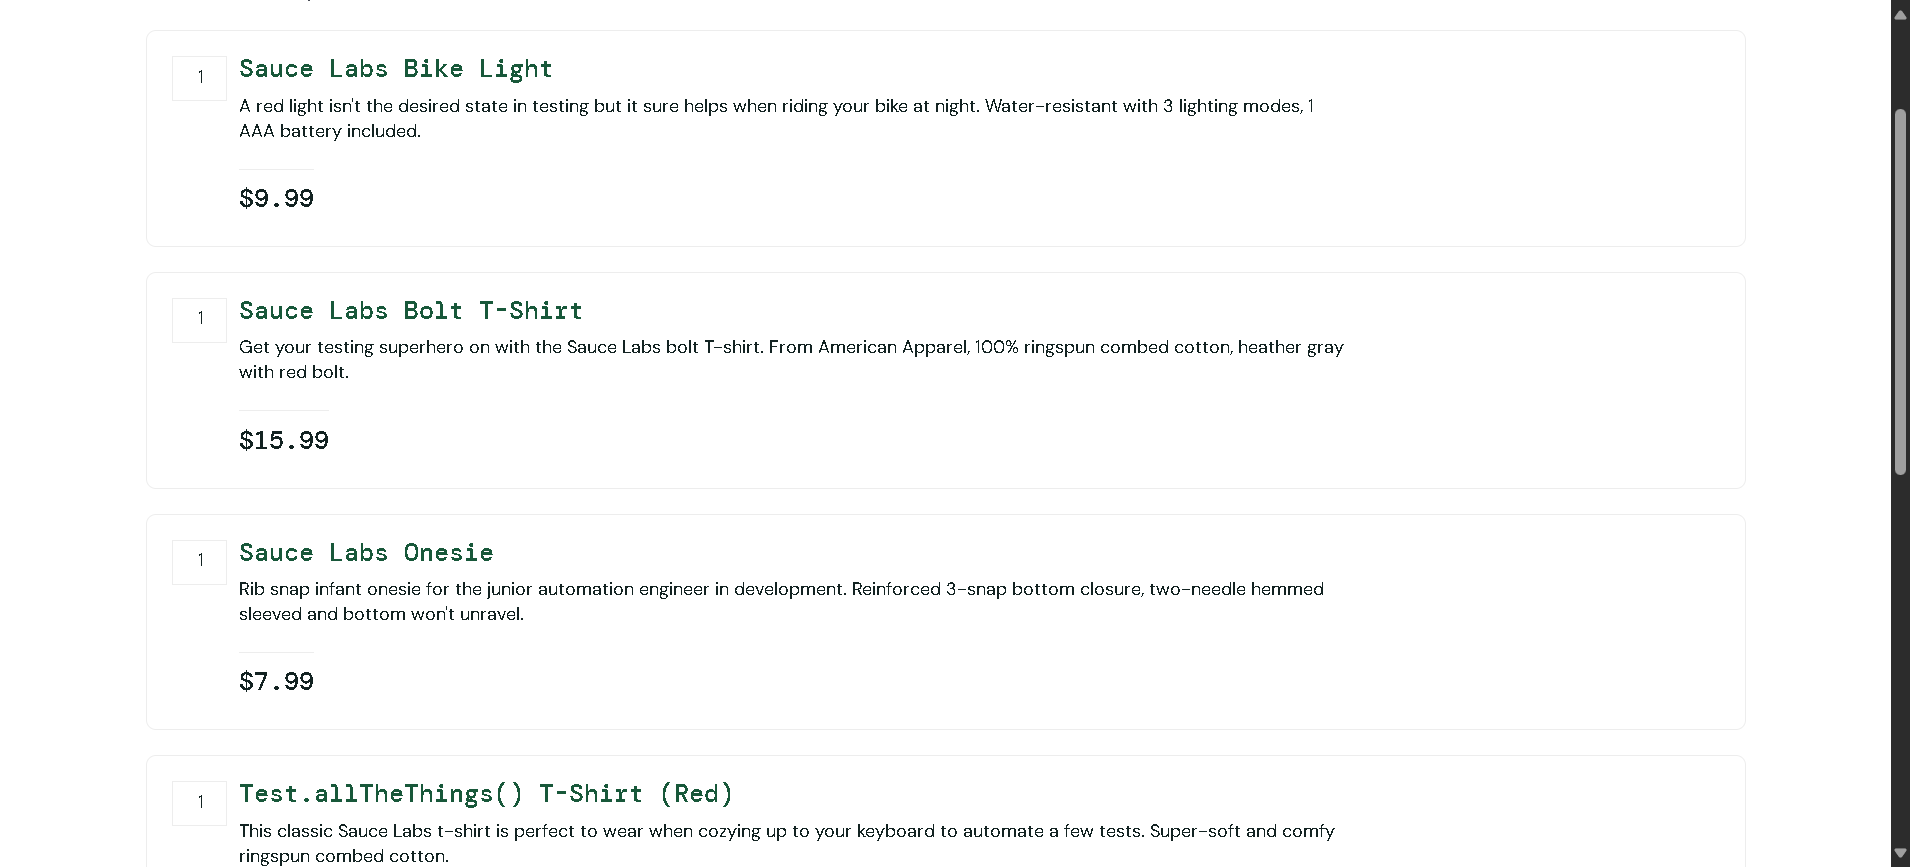 1
Sauce Labs Bike Light
A red light isn't the desired state in testing but it sure helps when riding your bike at night. Water-resistant with 3 lighting modes, 1
AAA battery included.
$9.99
1
Sauce Labs Bolt T-Shirt
Get your testing superhero on with the Sauce Labs bolt T-shirt. From American Apparel, 100% ringspun combed cotton, heather gray
with red bolt.
$15.99
1
Sauce Labs Onesie
Rib snap infant onesie for the junior automation engineer in development. Reinforced 3-snap bottom closure, two-needle hemmed
sleeved and bottom won't unravel.
$7.99
1
Test.allTheThings() T-Shirt (Red)
This classic Sauce Labs t-shirt is perfect to wear when cozying up to your keyboard to automate a few tests. Super-soft and comfy
ringspun combed cotton.